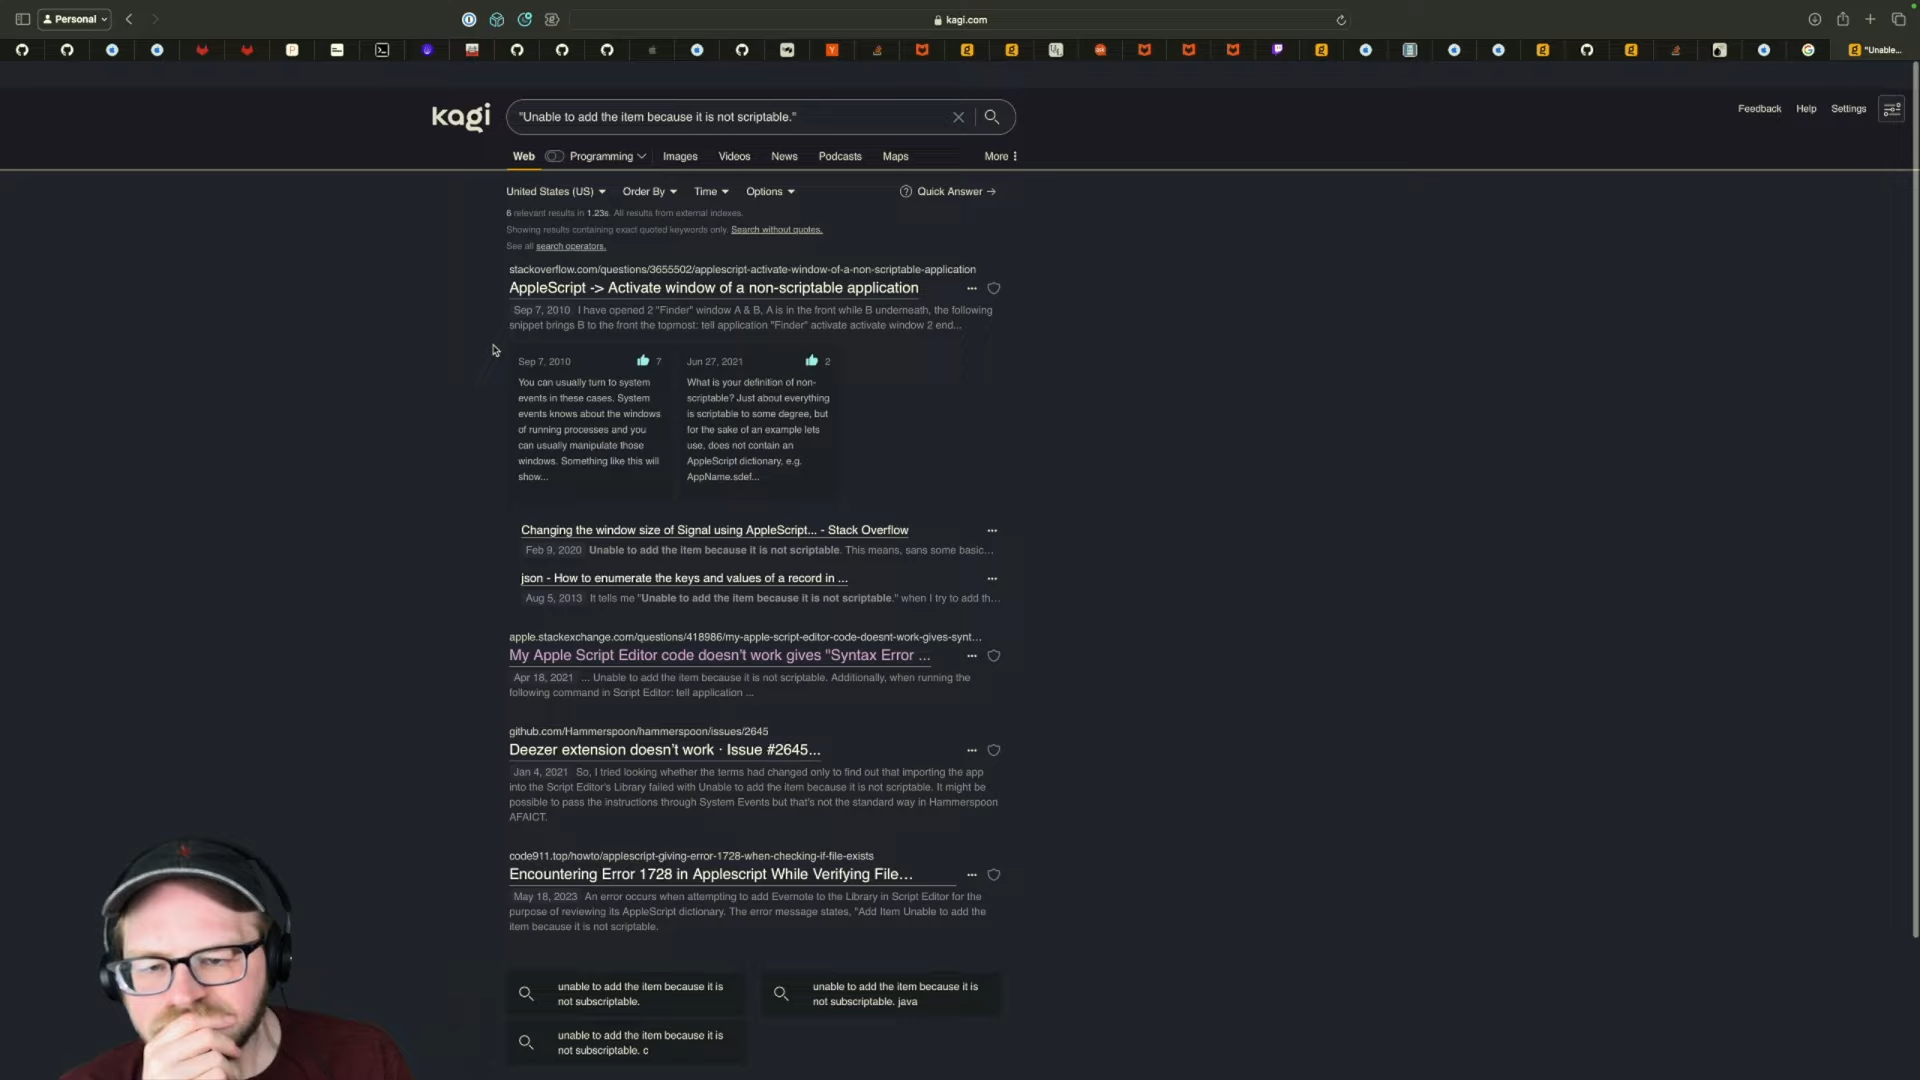 Personal
kagi.com
"Unable...
kagi
"Unable to add the item because it is not scriptable."
Feedback
Help
Settings
Web
Programming
Images
Videos
News
Podcasts
Maps
More
United States (US)
Order By
Time
Options
Quick Answer →
6 relevant results in 1.23s. All results from external indexes.
Showing results containing exact quoted keywords only. Search without quotes.
See all search operators.
stackoverflow.com/questions/3655502/applescript-activate-window-of-a-non-scriptable-application
AppleScript -> Activate window of a non-scriptable application
Sep 7, 2010 I have opened 2 "Finder" window A & B, A is in the front while B underneath, the following
snippet brings B to the front the topmost: tell application "Finder" activate activate window 2 end...
Sep 7, 2010 7
You can usually turn to system
events in these cases. System
events knows about the windows
of running processes and you
can usually manipulate those
windows. Something like this will
show...
Jun 27, 2021 2
What is your definition of non-
scriptable? Just about everything
is scriptable to some degree, but
for the sake of an example lets
use, does not contain an
AppleScript dictionary, e.g.
AppName.sdef...
Changing the window size of Signal using AppleScript... - Stack Overflow
Feb 9, 2020 Unable to add the item because it is not scriptable. This means, sans some basic...
json - How to enumerate the keys and values of a record in ...
Aug 5, 2013 It tells me "Unable to add the item because it is not scriptable." when I try to add th...
apple.stackexchange.com/questions/418986/my-apple-script-editor-code-doesnt-work-gives-synt...
My Apple Script Editor code doesn't work gives "Syntax Error ...
Apr 18, 2021 ... Unable to add the item because it is not scriptable. Additionally, when running the
following command in Script Editor: tell application ...
github.com/Hammerspoon/hammerspoon/issues/2645
Deezer extension doesn't work · Issue #2645...
Jan 4, 2021 So, I tried looking whether the terms had changed only to find out that importing the app
into the Script Editor's Library failed with Unable to add the item because it is not scriptable. It might be
possible to pass the instructions through System Events but that's not the standard way in Hammerspoon
AFAICT.
code911.top/howto/applescript-giving-error-1728-when-checking-if-file-exists
Encountering Error 1728 in Applescript While Verifying File...
May 18, 2023 An error occurs when attempting to add Evernote to the Library in Script Editor for the
purpose of reviewing its AppleScript dictionary. The error message states, "Add Item Unable to add the
item because it is not scriptable.
unable to add the item because it is
not subscriptable.
unable to add the item because it is
not subscriptable. java
unable to add the item because it is
not subscriptable. c